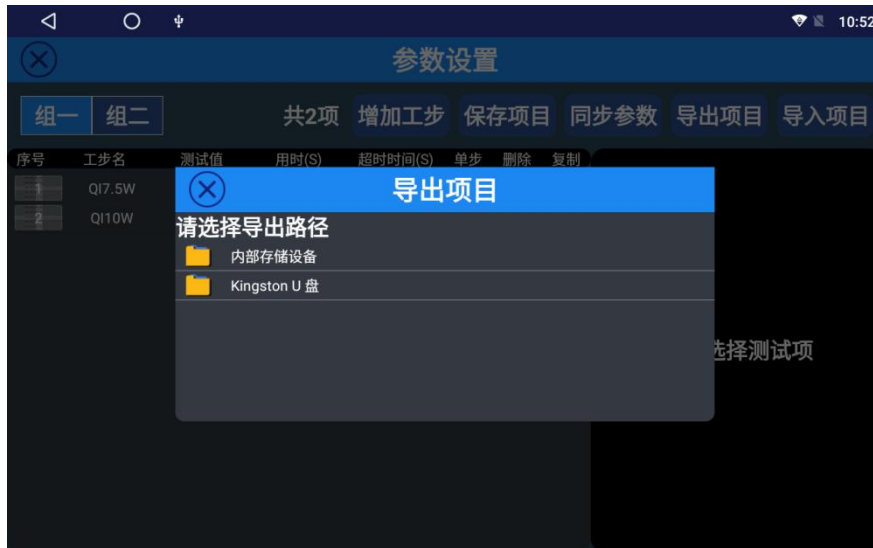 10:52
参数设置
组一 组二 共2项 增加工步 保存项目 同步参数 导出项目 导入项目
序号 工步名 测试值 用时(S) 超时时间(S) 单步 删除 复制
1 QI7.5W
2 QI10W
导出项目
请选择导出路径
内部存储设备
Kingston U 盘
选择测试项